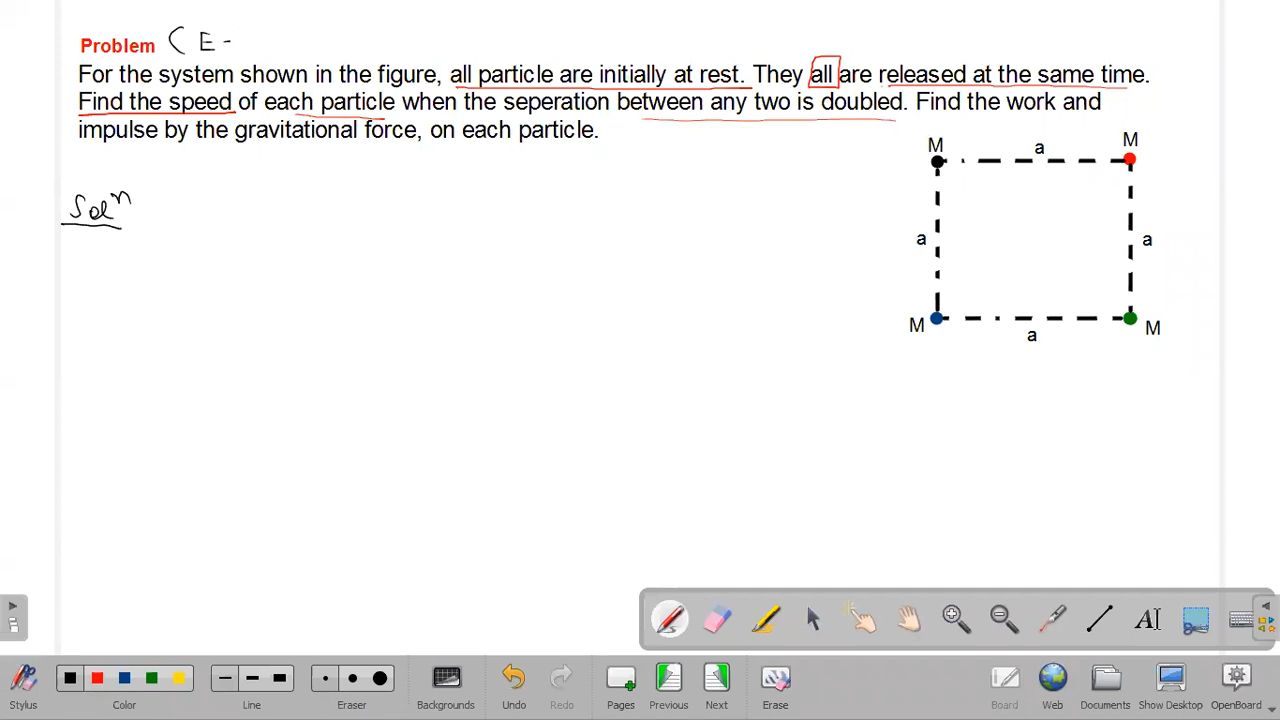 Problem ( E -
For the system shown in the figure, all particle are initially at rest. They all are released at the same time.
Find the speed of each particle when the seperation between any two is doubled. Find the work and
impulse by the gravitational force, on each particle.
Solⁿ
M a M
a a
M a M
Stylus Color Line Eraser Backgrounds Undo Redo Pages Previous Next Erase Board Web Documents Show Desktop OpenBoard